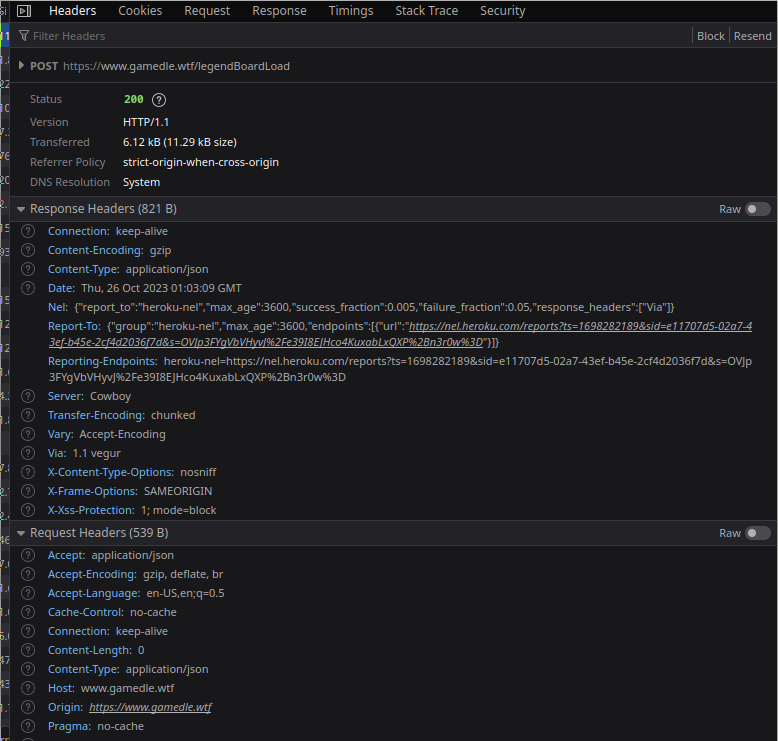 Headers Cookies Request Response Timings Stack Trace Security
Filter Headers Block Resend
POST https://www.gamedle.wtf/legendBoardLoad
Status 200
Version HTTP/1.1
Transferred 6.12 kB (11.29 kB size)
Referrer Policy strict-origin-when-cross-origin
DNS Resolution System
Response Headers (821 B) Raw
Connection: keep-alive
Content-Encoding: gzip
Content-Type: application/json
Date: Thu, 26 Oct 2023 01:03:09 GMT
Nel: {"report_to":"heroku-nel","max_age":3600,"success_fraction":0.005,"failure_fraction":0.05,"response_headers":["Via"]}
Report-To: {"group":"heroku-nel","max_age":3600,"endpoints":[{"url":"https://nel.heroku.com/reports?ts=1698282189&sid=e11707d5-02a7-4
3ef-b45e-2cf4d2036f7d&s=OVJp3FYgVbVHyvJ%2Fe39I8EJHco4KuxabLxQXP%2Bn3r0w%3D"}]}
Reporting-Endpoints: heroku-nel=https://nel.heroku.com/reports?ts=1698282189&sid=e11707d5-02a7-43ef-b45e-2cf4d2036f7d&s=OVJp
3FYgVbVHyvJ%2Fe39I8EJHco4KuxabLxQXP%2Bn3r0w%3D
Server: Cowboy
Transfer-Encoding: chunked
Vary: Accept-Encoding
Via: 1.1 vegur
X-Content-Type-Options: nosniff
X-Frame-Options: SAMEORIGIN
X-Xss-Protection: 1; mode=block
Request Headers (539 B) Raw
Accept: application/json
Accept-Encoding: gzip, deflate, br
Accept-Language: en-US,en;q=0.5
Cache-Control: no-cache
Connection: keep-alive
Content-Length: 0
Content-Type: application/json
Host: www.gamedle.wtf
Origin: https://www.gamedle.wtf
Pragma: no-cache